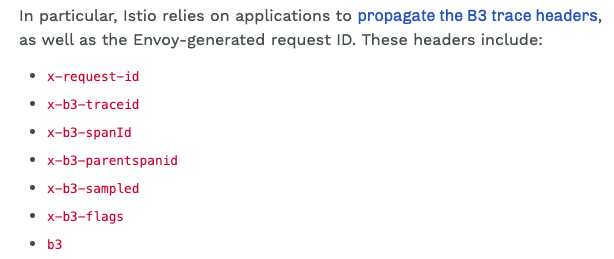 In particular, Istio relies on applications to propagate the B3 trace headers,
as well as the Envoy-generated request ID. These headers include:
x-request-id
x-b3-traceid
x-b3-spanId
x-b3-parentspanid
x-b3-sampled
x-b3-flags
b3